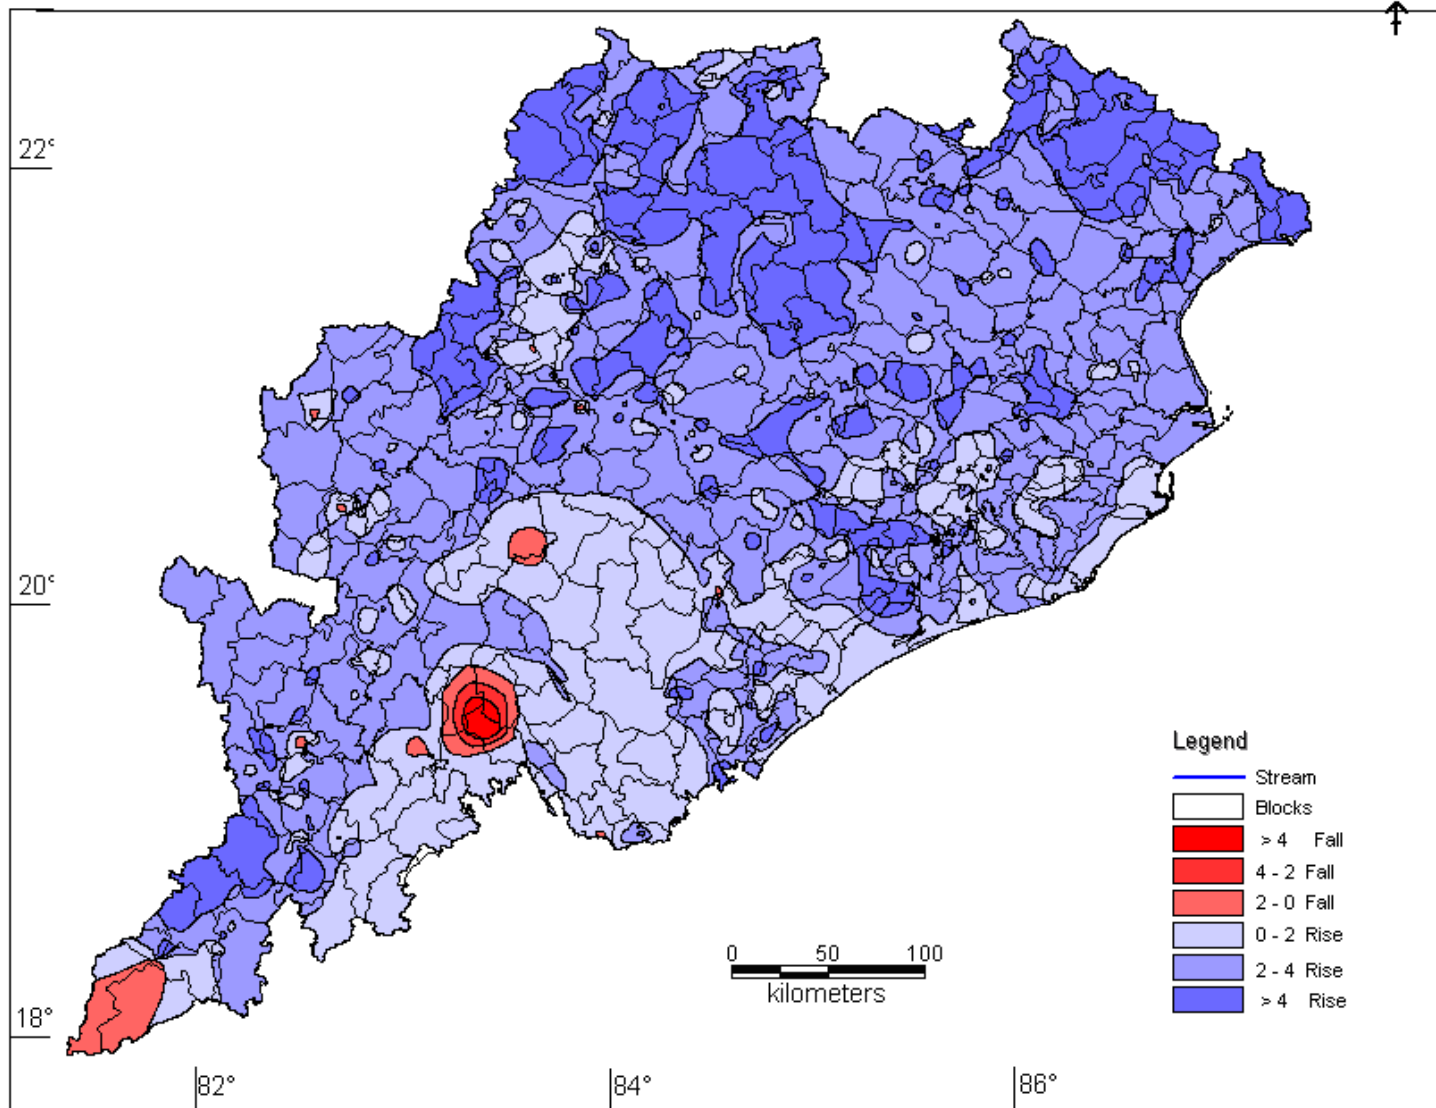 22°
20°
18°
82°
84°
86°
0 50 100
kilometers
Legend
Stream
Blocks
> 4 Fall
4 - 2 Fall
2 - 0 Fall
0 - 2 Rise
2 - 4 Rise
> 4 Rise